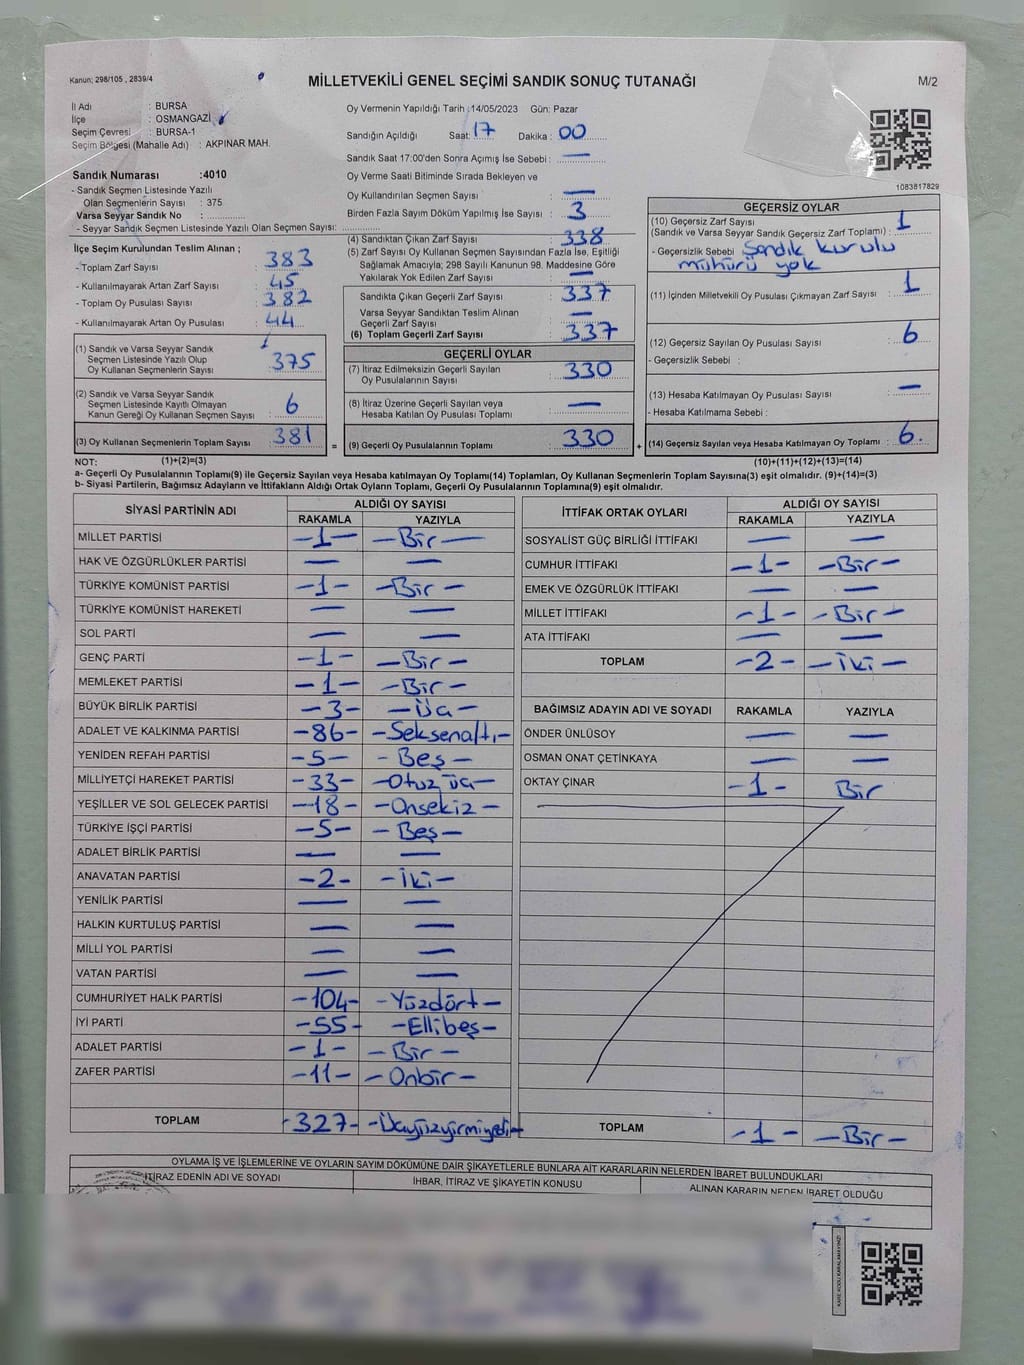 Kanun; 298/105 , 2839/4
MİLLETVEKİLİ GENEL SEÇİMİ SANDIK SONUÇ TUTANAĞI
M/2
İl Adı : BURSA
İlçe : OSMANGAZİ
Seçim Çevresi : BURSA-1
Seçim Bölgesi (Mahalle Adı) : AKPINAR MAH.
Sandık Numarası :4010
- Sandık Seçmen Listesinde Yazılı
Olan Seçmenlerin Sayısı : 375
Varsa Seyyar Sandık No :
- Seyyar Sandık Seçmen Listesinde Yazılı Olan Seçmen Sayısı:
Oy Vermenin Yapıldığı Tarih :14/05/2023 Gün: Pazar
Sandığın Açıldığı Saat: 17 Dakika : 00
Sandık Saat 17:00'den Sonra Açımış İse Sebebi : —
Oy Verme Saati Bitiminde Sırada Bekleyen ve
Oy Kullandırılan Seçmen Sayısı : —
Birden Fazla Sayım Döküm Yapılmış İse Sayısı : 3
1083817829
İlçe Seçim Kurulundan Teslim Alınan ;
- Toplam Zarf Sayısı : 383
- Kullanılmayarak Artan Zarf Sayısı : 45
- Toplam Oy Pusulası Sayısı : 382
- Kullanılmayarak Artan Oy Pusulası : 44
(1) Sandık ve Varsa Seyyar Sandık
Seçmen Listesinde Yazılı Olup
Oy Kullanan Seçmenlerin Sayısı : 375
(2) Sandık ve Varsa Seyyar Sandık
Seçmen Listesinde Kayıtlı Olmayan
Kanun Gereği Oy Kullanan Seçmen Sayısı : 6
(3) Oy Kullanan Seçmenlerin Toplam Sayısı : 381 =
(4) Sandıktan Çıkan Zarf Sayısı : 338
(5) Zarf Sayısı Oy Kullanan Seçmen Sayısından Fazla İse, Eşitliği
Sağlamak Amacıyla; 298 Sayılı Kanunun 98. Maddesine Göre
Yakılarak Yok Edilen Zarf Sayısı : —
Sandıkta Çıkan Geçerli Zarf Sayısı : 337
Varsa Seyyar Sandıktan Teslim Alınan
Geçerli Zarf Sayısı : —
(6) Toplam Geçerli Zarf Sayısı : 337
GEÇERLİ OYLAR
(7) İtiraz Edilmeksizin Geçerli Sayılan
Oy Pusulalarının Sayısı : 330
(8) İtiraz Üzerine Geçerli Sayılan veya
Hesaba Katılan Oy Pusulası Toplamı : —
(9) Geçerli Oy Pusulalarının Toplamı : 330 +
GEÇERSİZ OYLAR
(10) Geçersiz Zarf Sayısı
(Sandık ve Varsa Seyyar Sandık Geçersiz Zarf Toplamı) : 1
- Geçersizlik Sebebi : Sandık kurulu
mühürü yok
(11) İçinden Milletvekili Oy Pusulası Çıkmayan Zarf Sayısı : 1
(12) Geçersiz Sayılan Oy Pusulası Sayısı : 6
- Geçersizlik Sebebi :
(13) Hesaba Katılmayan Oy Pusulası Sayısı : —
- Hesaba Katılmama Sebebi :
(14) Geçersiz Sayılan veya Hesaba Katılmayan Oy Toplamı : 6.
NOT: (1)+(2)=(3) (10)+(11)+(12)+(13)=(14)
a- Geçerli Oy Pusulalarının Toplamı(9) ile Geçersiz Sayılan veya Hesaba katılmayan Oy Toplamı(14) Toplamları, Oy Kullanan Seçmenlerin Toplam Sayısına(3) eşit olmalıdır. (9)+(14)=(3)
b- Siyasi Partilerin, Bağımsız Adayların ve İttifakların Aldığı Ortak Oyların Toplamı, Geçerli Oy Pusulalarının Toplamına(9) eşit olmalıdır.
SİYASİ PARTİNİN ADI ALDIĞI OY SAYISI
RAKAMLA YAZIYLA
MİLLET PARTİSİ -1- -Bir-
HAK VE ÖZGÜRLÜKLER PARTİSİ — —
TÜRKİYE KOMÜNİST PARTİSİ -1- -Bir-
TÜRKİYE KOMÜNİST HAREKETİ — —
SOL PARTİ — —
GENÇ PARTİ -1- -Bir-
MEMLEKET PARTİSİ -1- -Bir-
BÜYÜK BİRLİK PARTİSİ -3- -Üç-
ADALET VE KALKINMA PARTİSİ -86- -Seksenaltı-
YENİDEN REFAH PARTİSİ -5- -Beş-
MİLLİYETÇİ HAREKET PARTİSİ -33- -Otuz üç-
YEŞİLLER VE SOL GELECEK PARTİSİ -18- -Onsekiz-
TÜRKİYE İŞÇİ PARTİSİ -5- -Beş-
ADALET BİRLİK PARTİSİ — —
ANAVATAN PARTİSİ -2- -İki-
YENİLİK PARTİSİ — —
HALKIN KURTULUŞ PARTİSİ — —
MİLLİ YOL PARTİSİ — —
VATAN PARTİSİ — —
CUMHURİYET HALK PARTİSİ -104- -Yüzdört-
İYİ PARTİ -55- -Ellibeş-
ADALET PARTİSİ -1- -Bir-
ZAFER PARTİSİ -11- -Onbir-
TOPLAM -327- -Üçyüzyirmiyedi-
İTTİFAK ORTAK OYLARI ALDIĞI OY SAYISI
RAKAMLA YAZIYLA
SOSYALİST GÜÇ BİRLİĞİ İTTİFAKI — —
CUMHUR İTTİFAKI -1- -Bir-
EMEK VE ÖZGÜRLÜK İTTİFAKI — —
MİLLET İTTİFAKI -1- -Bir-
ATA İTTİFAKI — —
TOPLAM -2- -İki-
BAĞIMSIZ ADAYIN ADI VE SOYADI RAKAMLA YAZIYLA
ÖNDER ÜNLÜSOY — —
OSMAN ONAT ÇETİNKAYA — —
OKTAY ÇINAR -1- Bir
TOPLAM -1- -Bir-
OYLAMA İŞ VE İŞLEMLERİNE VE OYLARIN SAYIM DÖKÜMÜNE DAİR ŞİKAYETLERLE BUNLARA AİT KARARLARIN NELERDEN İBARET BULUNDUKLARI
İTİRAZ EDENİN ADI VE SOYADI İHBAR, İTİRAZ VE ŞİKAYETİN KONUSU ALINAN KARARIN NEDEN İBARET OLDUĞU
KARE KODU KARALAMAYINIZ!